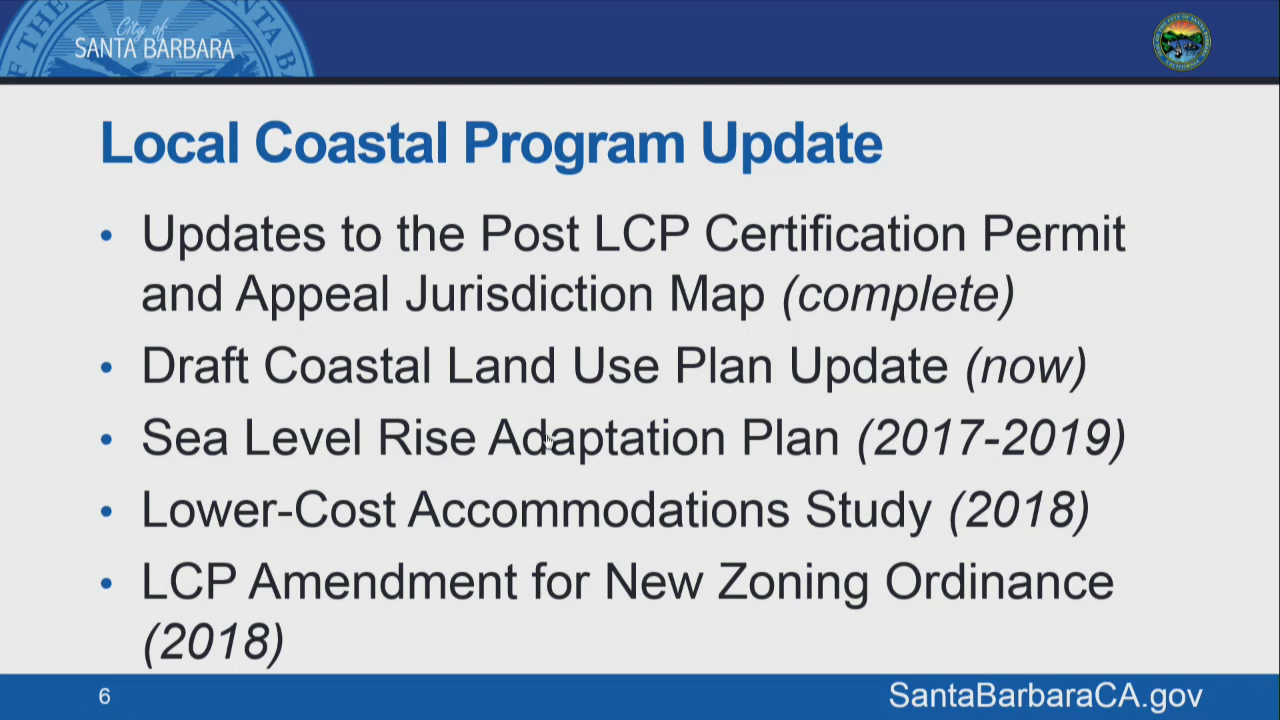 City of
SANTA BARBARA
Local Coastal Program Update
• Updates to the Post LCP Certification Permit
and Appeal Jurisdiction Map (complete)
• Draft Coastal Land Use Plan Update (now)
• Sea Level Rise Adaptation Plan (2017-2019)
• Lower-Cost Accommodations Study (2018)
• LCP Amendment for New Zoning Ordinance
(2018)
6
SantaBarbaraCA.gov